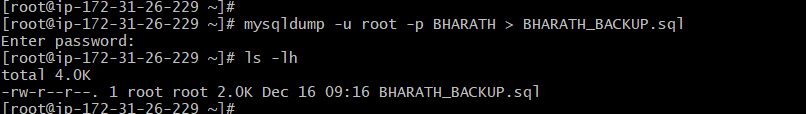 [root@ip-172-31-26-229 ~]#
[root@ip-172-31-26-229 ~]# mysqldump -u root -p BHARATH > BHARATH_BACKUP.sql
Enter password:
[root@ip-172-31-26-229 ~]# ls -lh
total 4.0K
-rw-r--r--. 1 root root 2.0K Dec 16 09:16 BHARATH_BACKUP.sql
[root@ip-172-31-26-229 ~]#